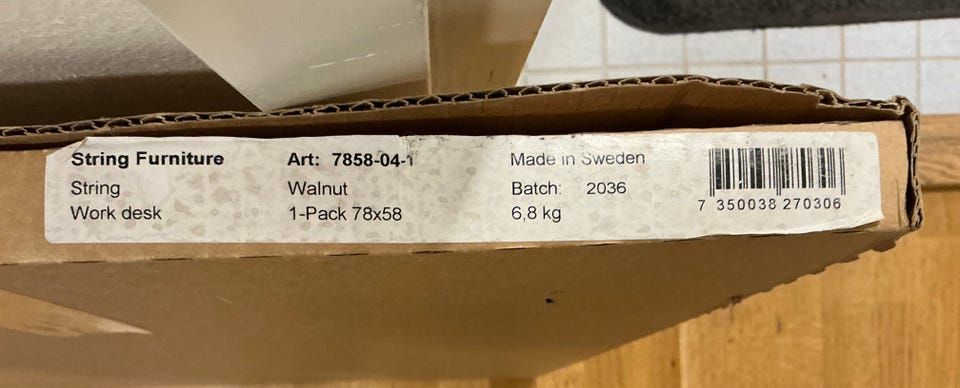 String Furniture Art: 7858-04-1 Made in Sweden
String Walnut Batch: 2036
Work desk 1-Pack 78x58 6,8 kg
7 350038 270306